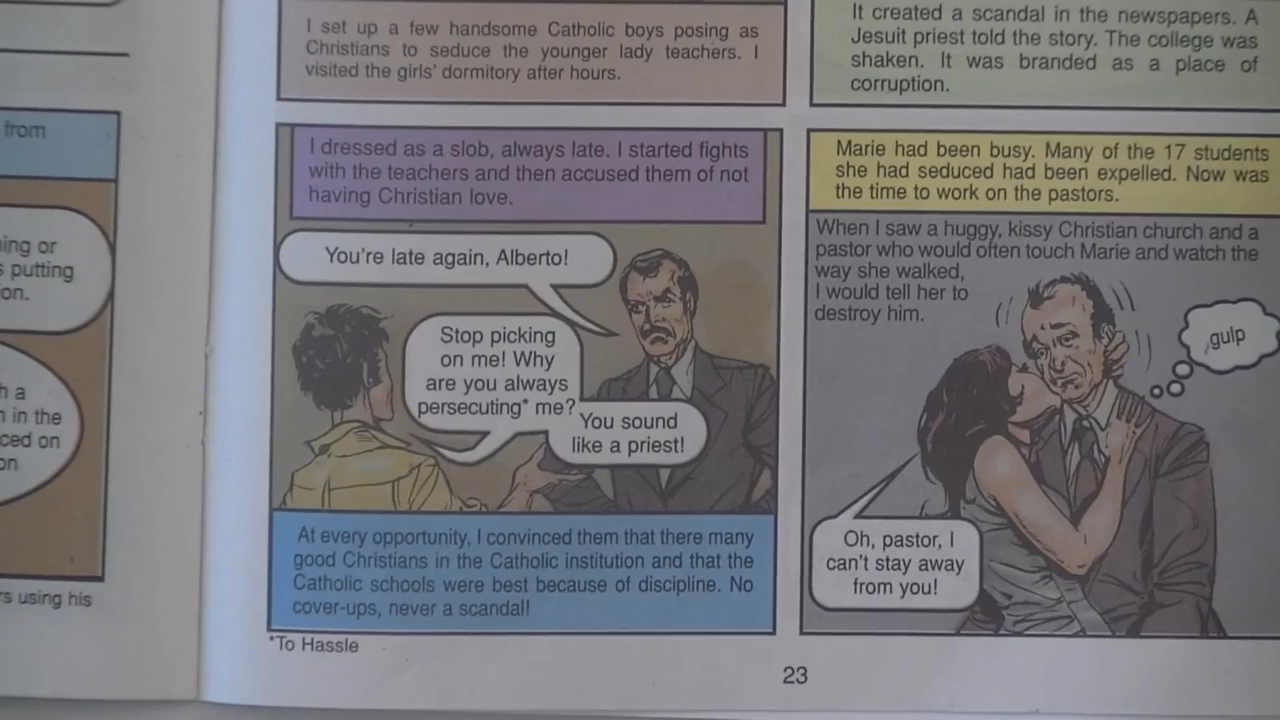 from
ing or
putting
on.
h a
in the
ced on
on
rs using his
I set up a few handsome Catholic boys posing as
Christians to seduce the younger lady teachers. I
visited the girls' dormitory after hours.
It created a scandal in the newspapers. A
Jesuit priest told the story. The college was
shaken. It was branded as a place of
corruption.
I dressed as a slob, always late. I started fights
with the teachers and then accused them of not
having Christian love.
You're late again, Alberto!
Stop picking
on me! Why
are you always
persecuting* me?
You sound
like a priest!
At every opportunity, I convinced them that there many
good Christians in the Catholic institution and that the
Catholic schools were best because of discipline. No
cover-ups, never a scandal!
*To Hassle
Marie had been busy. Many of the 17 students
she had seduced had been expelled. Now was
the time to work on the pastors.
When I saw a huggy, kissy Christian church and a
pastor who would often touch Marie and watch the
way she walked,
I would tell her to
destroy him.
gulp
Oh, pastor, I
can't stay away
from you!
23